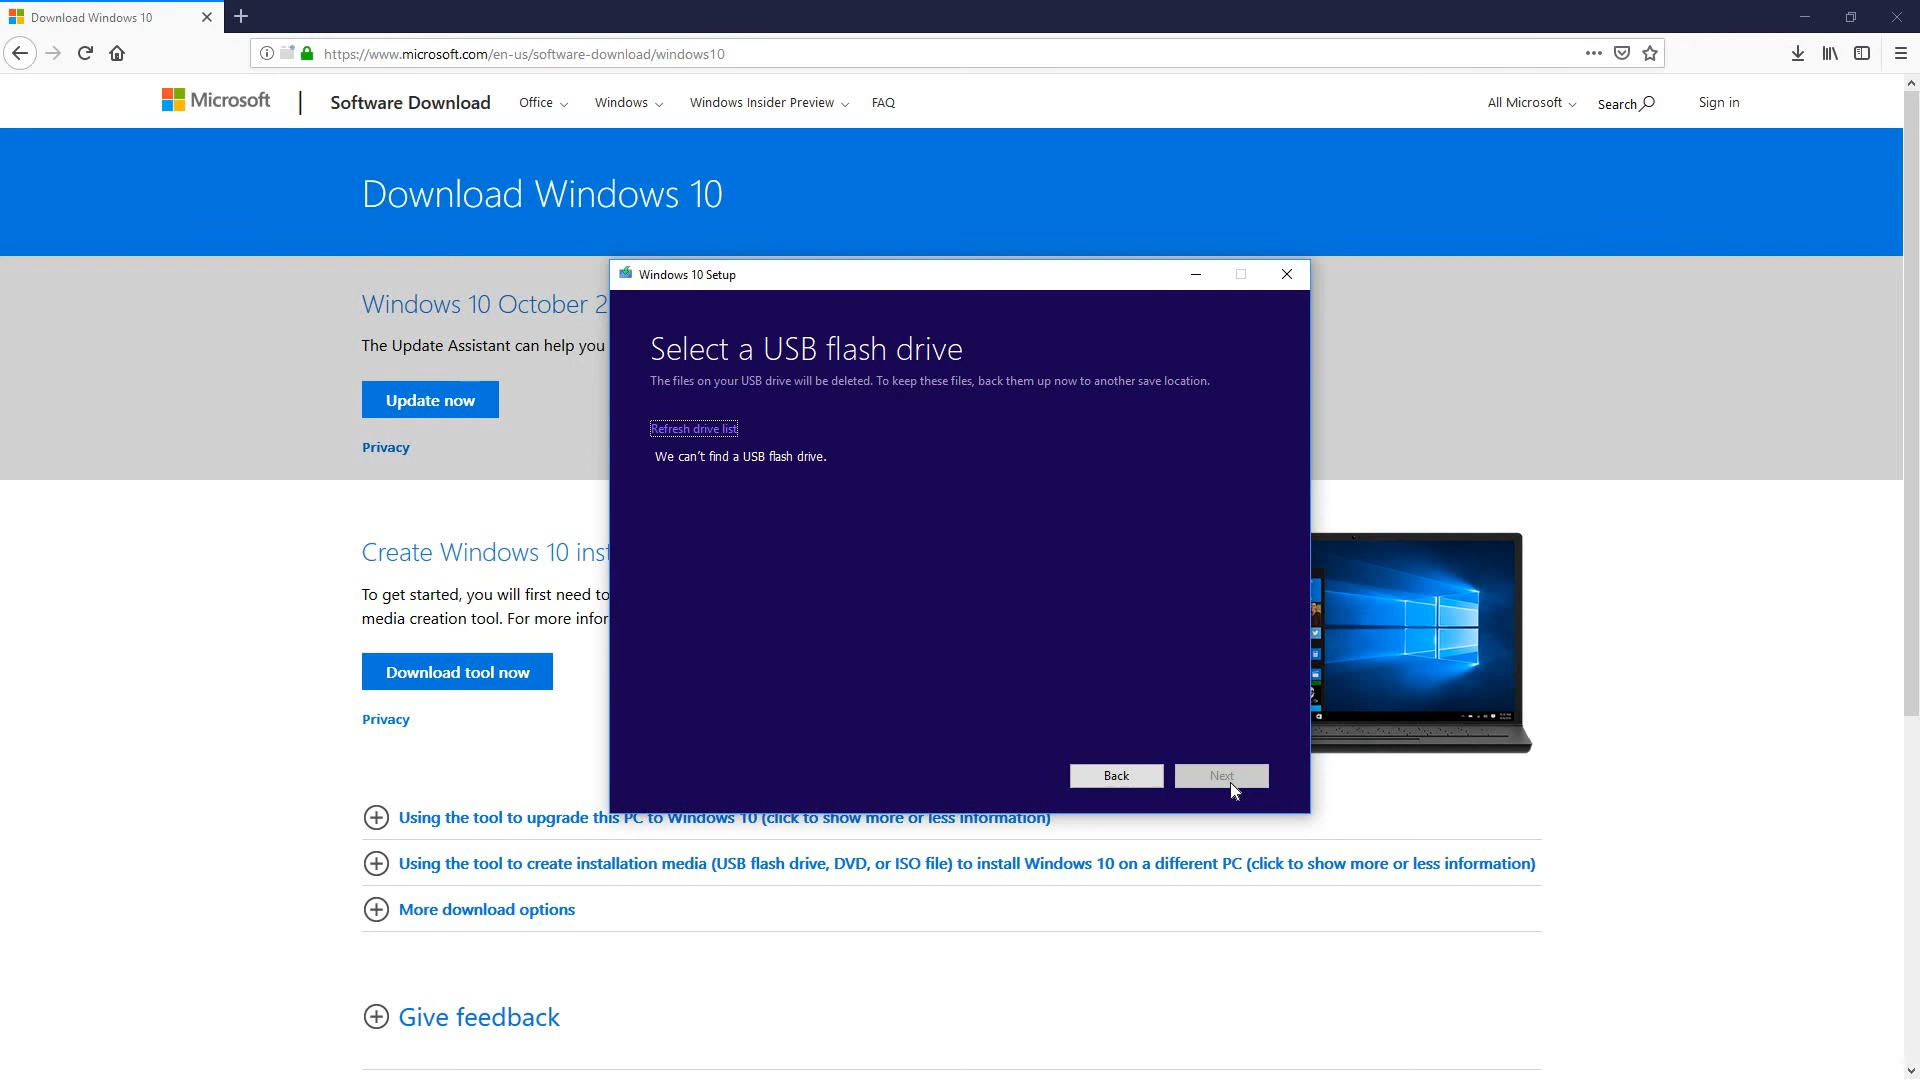 Download Windows 10
https://www.microsoft.com/en-us/software-download/windows10
Microsoft
Software Download
Office
Windows
Windows Insider Preview
FAQ
All Microsoft
Search
Sign in
Download Windows 10
Windows 10 October 2
The Update Assistant can help you
Update now
Privacy
Windows 10 Setup
Select a USB flash drive
The files on your USB drive will be deleted. To keep these files, back them up now to another save location.
Refresh drive list
We can't find a USB flash drive.
Back
Next
Create Windows 10 inst
To get started, you will first need to
media creation tool. For more infor
Download tool now
Privacy
Using the tool to upgrade this PC to Windows 10 (click to show more or less information)
Using the tool to create installation media (USB flash drive, DVD, or ISO file) to install Windows 10 on a different PC (click to show more or less information)
More download options
Give feedback